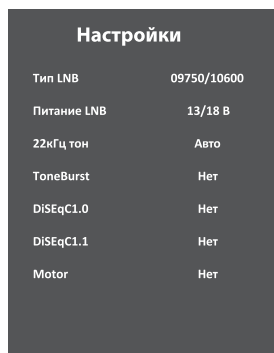 Настройки
Тип LNB 09750/10600
Питание LNB 13/18 В
22кГц тон Авто
ToneBurst Нет
DiSEqC1.0 Нет
DiSEqC1.1 Нет
Motor Нет